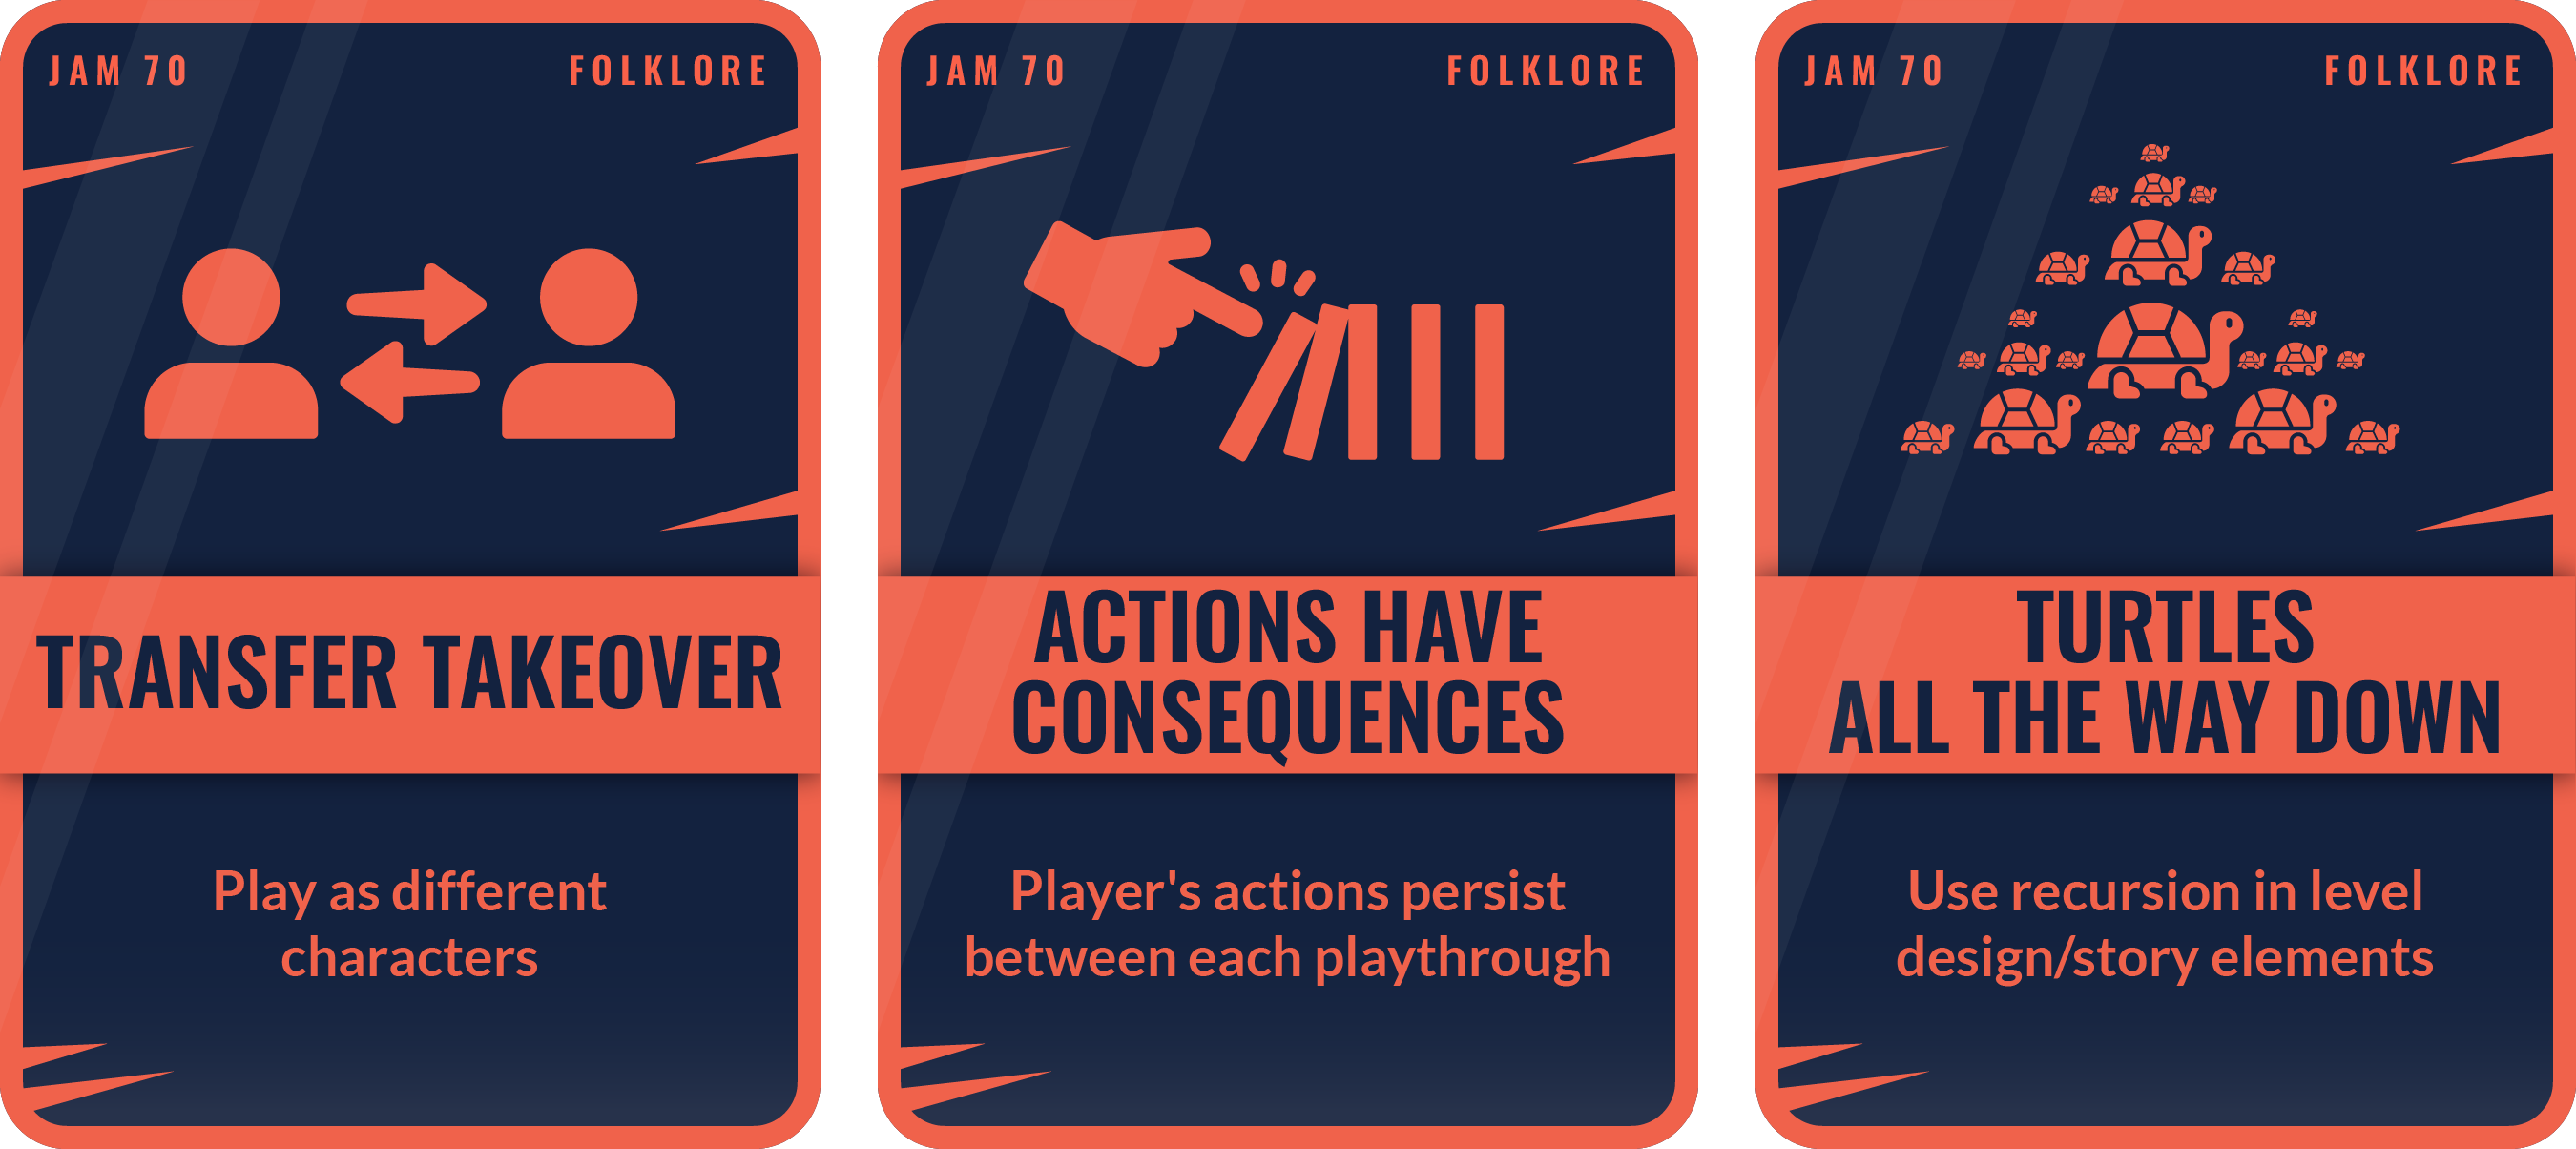 JAM 70 FOLKLORE
TRANSFER TAKEOVER
Play as different
characters
JAM 70 FOLKLORE
ACTIONS HAVE
CONSEQUENCES
Player's actions persist
between each playthrough
JAM 70 FOLKLORE
TURTLES
ALL THE WAY DOWN
Use recursion in level
design/story elements